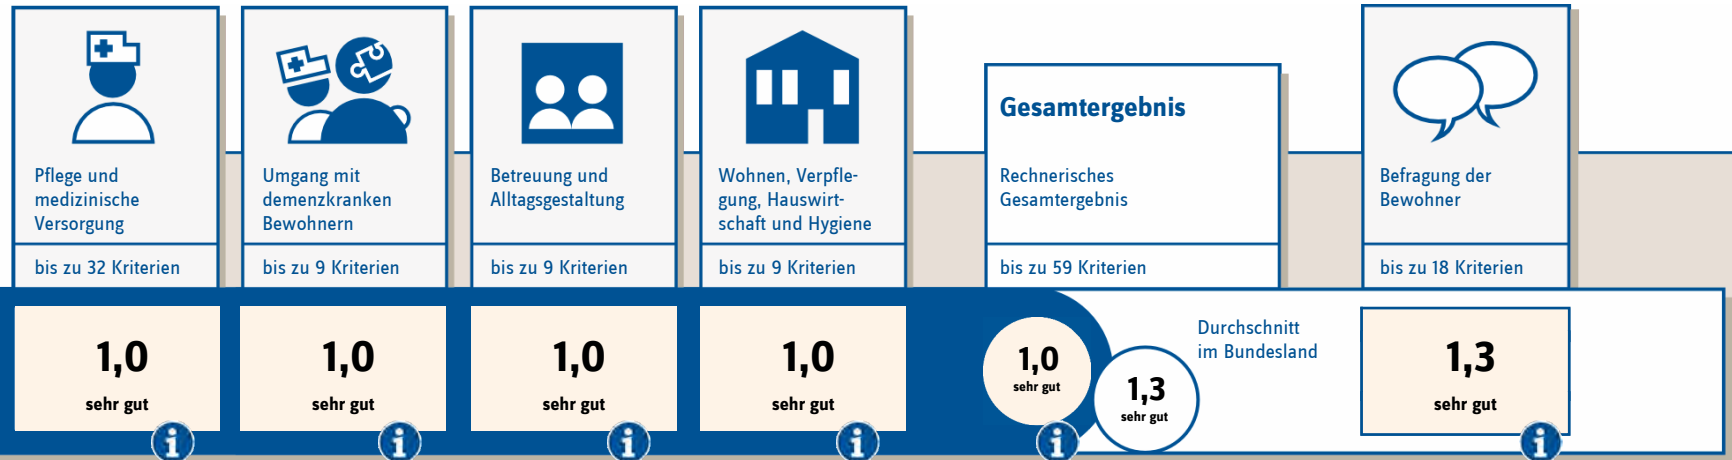 Pflege und
medizinische
Versorgung
bis zu 32 Kriterien
1,0
sehr gut
Umgang mit
demenzkranken
Bewohnern
bis zu 9 Kriterien
1,0
sehr gut
Betreuung und
Alltagsgestaltung
bis zu 9 Kriterien
1,0
sehr gut
Wohnen, Verpfle-
gung, Hauswirt-
schaft und Hygiene
bis zu 9 Kriterien
1,0
sehr gut
Gesamtergebnis
Rechnerisches
Gesamtergebnis
bis zu 59 Kriterien
1,0
sehr gut
1,3
sehr gut
Durchschnitt
im Bundesland
Befragung der
Bewohner
bis zu 18 Kriterien
1,3
sehr gut